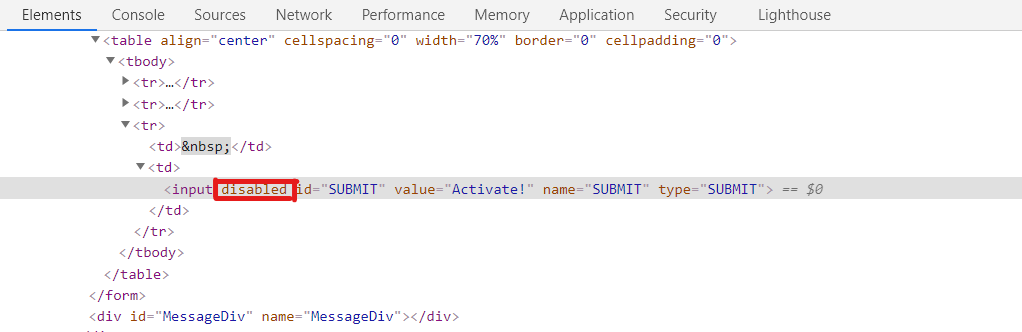 Elements Console Sources Network Performance Memory Application Security Lighthouse
<table align="center" cellspacing="0" width="70%" border="0" cellpadding="0">
<tbody>
<tr>…</tr>
<tr>…</tr>
<tr>
<td>&nbsp;</td>
<td>
<input disabled id="SUBMIT" value="Activate!" name="SUBMIT" type="SUBMIT"> == $0
</td>
</tr>
</tbody>
</table>
</form>
<div id="MessageDiv" name="MessageDiv"></div>